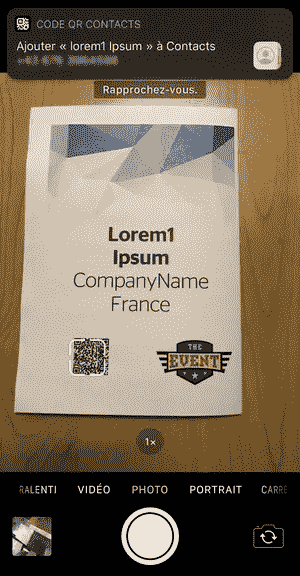 CODE QR CONTACTS
Ajouter « lorem1 Ipsum » à Contacts
Rapprochez-vous.
Lorem1
Ipsum
CompanyName
France
THE
EVENT
1×
RALENTI VIDÉO PHOTO PORTRAIT CARRÉ